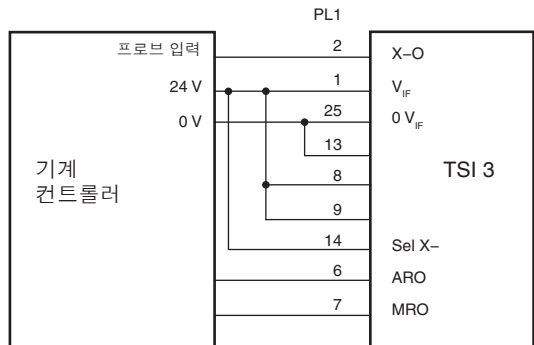 PL1
프로브 입력 2 X–O
24 V 1 V_IF
0 V 25 0 V_IF
13
기계
컨트롤러
TSI 3
8
9
14 Sel X–
6 ARO
7 MRO